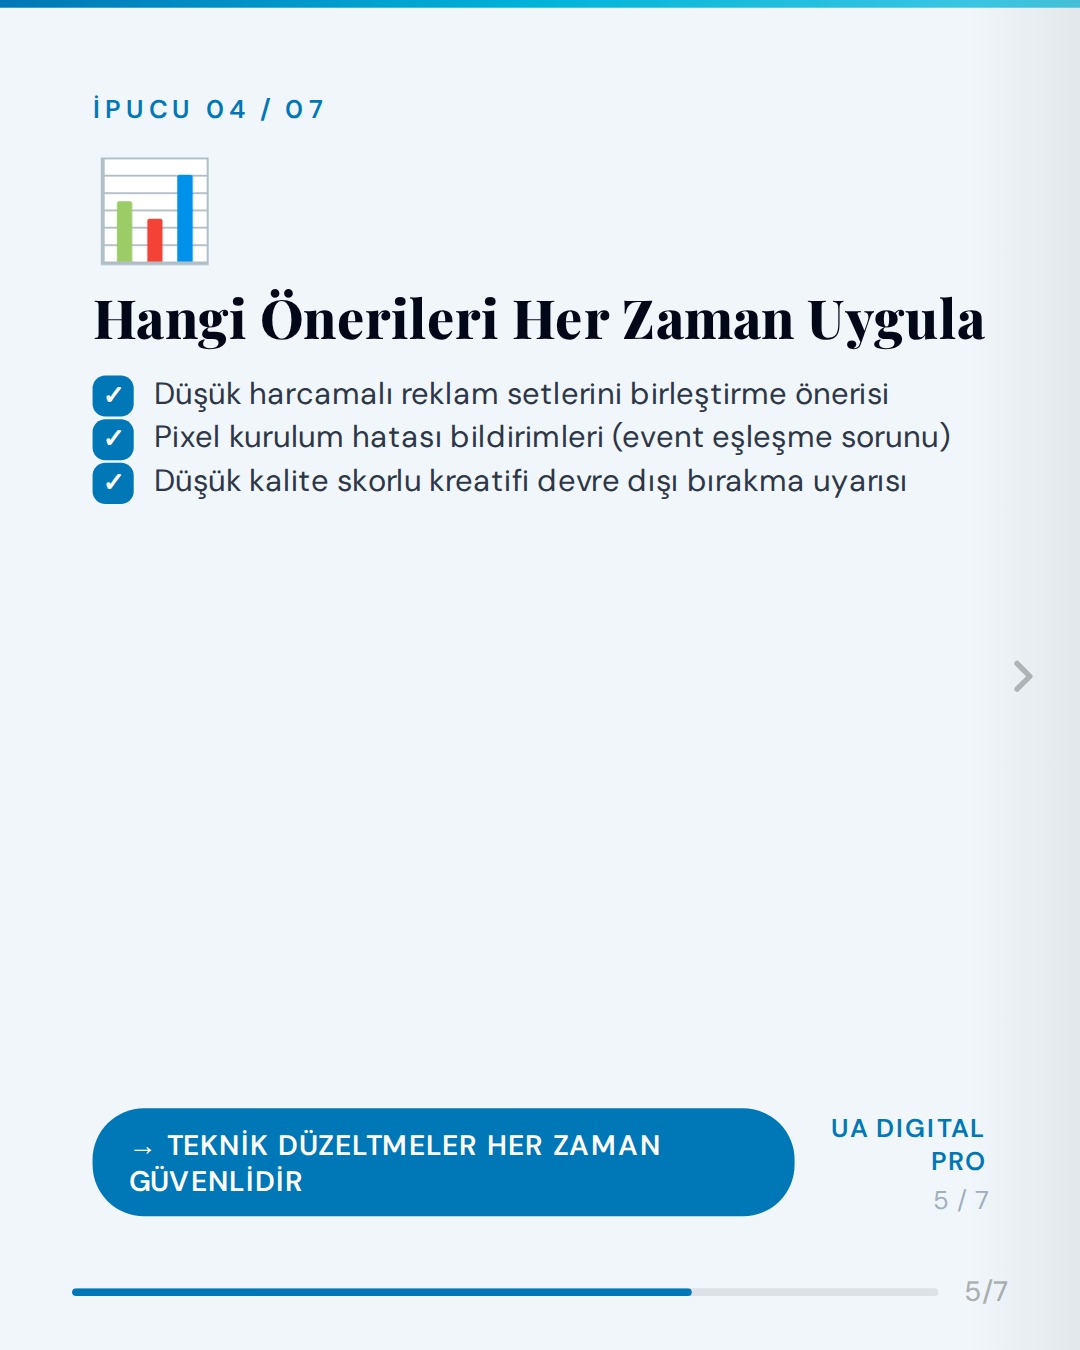 İPUCU 04 / 07
Hangi Önerileri Her Zaman Uygula
✓ Düşük harcamalı reklam setlerini birleştirme önerisi
✓ Pixel kurulum hatası bildirimleri (event eşleşme sorunu)
✓ Düşük kalite skorlu kreatifi devre dışı bırakma uyarısı
→ TEKNİK DÜZELTMELER HER ZAMAN
GÜVENLİDİR
UA DIGITAL
PRO
5 / 7
5/7